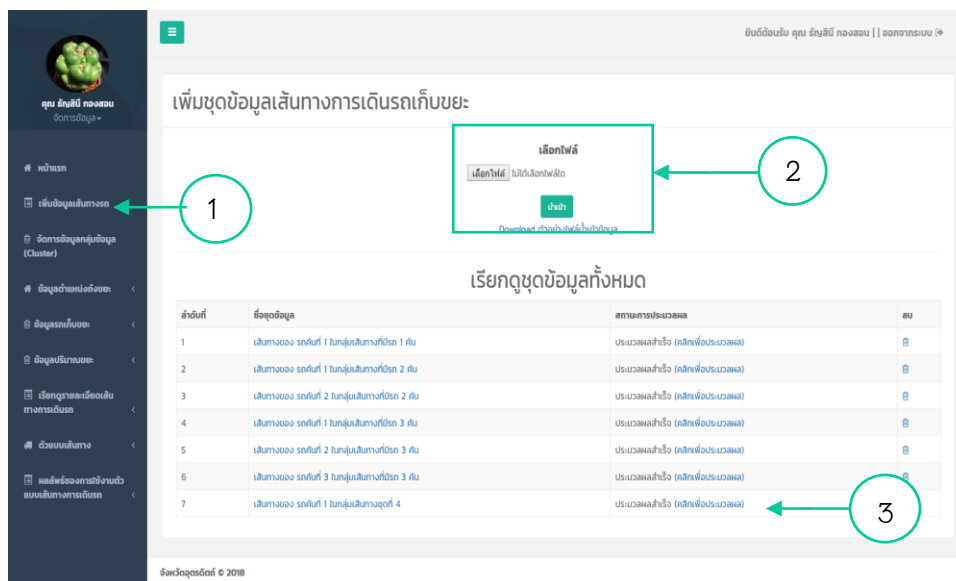 ยินดีต้อนรับ คุณ ธัญสินี ทองสอน | | ออกจากระบบ
คุณ ธัญสินี ทองสอน
จัดการข้อมูล
หน้าแรก
เพิ่มข้อมูลเส้นทางรถ
จัดการข้อมูลกลุ่มข้อมูล
(Cluster)
ข้อมูลตำแหน่งถังขยะ
ข้อมูลรถเก็บขยะ
ข้อมูลปริมาณขยะ
เรียกดูรายละเอียดเส้น
ทางการเดินรถ
ตัวแบบเส้นทาง
ผลลัพธ์ของการใช้งานตัว
แบบเส้นทางการเดินรถ
1
เพิ่มชุดข้อมูลเส้นทางการเดินรถเก็บขยะ
เลือกไฟล์
เลือกไฟล์ ไม่ได้เลือกไฟล์ใด
นำเข้า
Download ตัวอย่างไฟล์นำเข้าข้อมูล
2
เรียกดูชุดข้อมูลทั้งหมด
ลำดับที่ ชื่อชุดข้อมูล สถานะการประมวลผล ลบ
1 เส้นทางของ รถคันที่ 1 ในกลุ่มเส้นทางที่มีรถ 1 คัน ประมวลผลสำเร็จ (คลิกเพื่อประมวลผล)
2 เส้นทางของ รถคันที่ 1 ในกลุ่มเส้นทางที่มีรถ 2 คัน ประมวลผลสำเร็จ (คลิกเพื่อประมวลผล)
3 เส้นทางของ รถคันที่ 2 ในกลุ่มเส้นทางที่มีรถ 2 คัน ประมวลผลสำเร็จ (คลิกเพื่อประมวลผล)
4 เส้นทางของ รถคันที่ 1 ในกลุ่มเส้นทางที่มีรถ 3 คัน ประมวลผลสำเร็จ (คลิกเพื่อประมวลผล)
5 เส้นทางของ รถคันที่ 2 ในกลุ่มเส้นทางที่มีรถ 3 คัน ประมวลผลสำเร็จ (คลิกเพื่อประมวลผล)
6 เส้นทางของ รถคันที่ 3 ในกลุ่มเส้นทางที่มีรถ 3 คัน ประมวลผลสำเร็จ (คลิกเพื่อประมวลผล)
7 เส้นทางของ รถคันที่ 1 ในกลุ่มเส้นทางชุดที่ 4 ประมวลผลสำเร็จ (คลิกเพื่อประมวลผล)
3
จังหวัดอุตรดิตถ์ © 2018